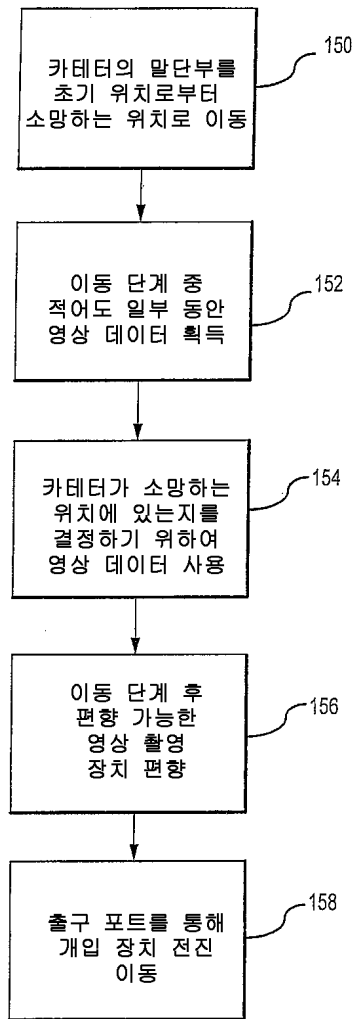 카테터의 말단부를
초기 위치로부터
소망하는 위치로 이동
150
이동 단계 중
적어도 일부 동안
영상 데이터 획득
152
카테터가 소망하는
위치에 있는지를
결정하기 위하여
영상 데이터 사용
154
이동 단계 후
편향 가능한
영상 촬영
장치 편향
156
출구 포트를 통해
개입 장치 전진
이동
158